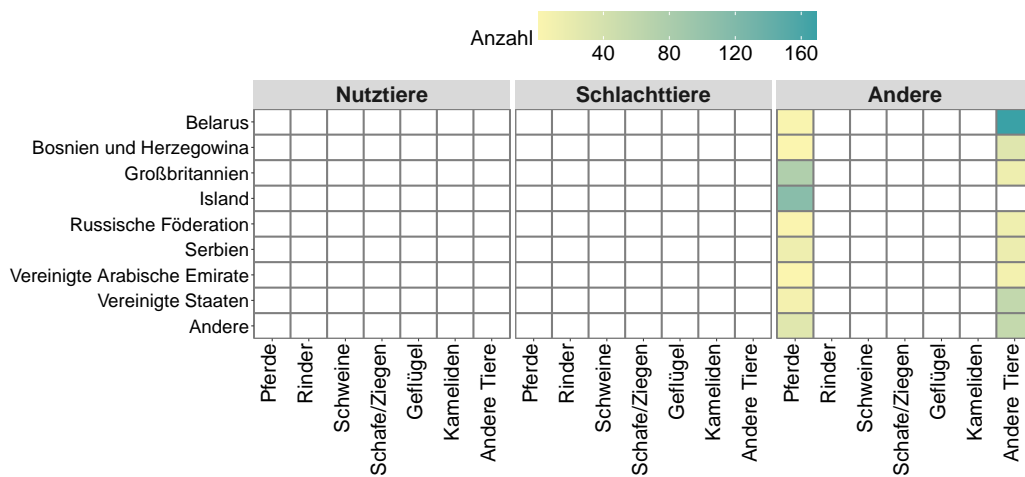 Anzahl
40 80 120 160
Nutztiere Schlachttiere Andere
Belarus
Bosnien und Herzegowina
Großbritannien
Island
Russische Föderation
Serbien
Vereinigte Arabische Emirate
Vereinigte Staaten
Andere
Pferde Rinder Schweine Schafe/Ziegen Geflügel Kameliden Andere Tiere Pferde Rinder Schweine Schafe/Ziegen Geflügel Kameliden Andere Tiere Pferde Rinder Schweine Schafe/Ziegen Geflügel Kameliden Andere Tiere